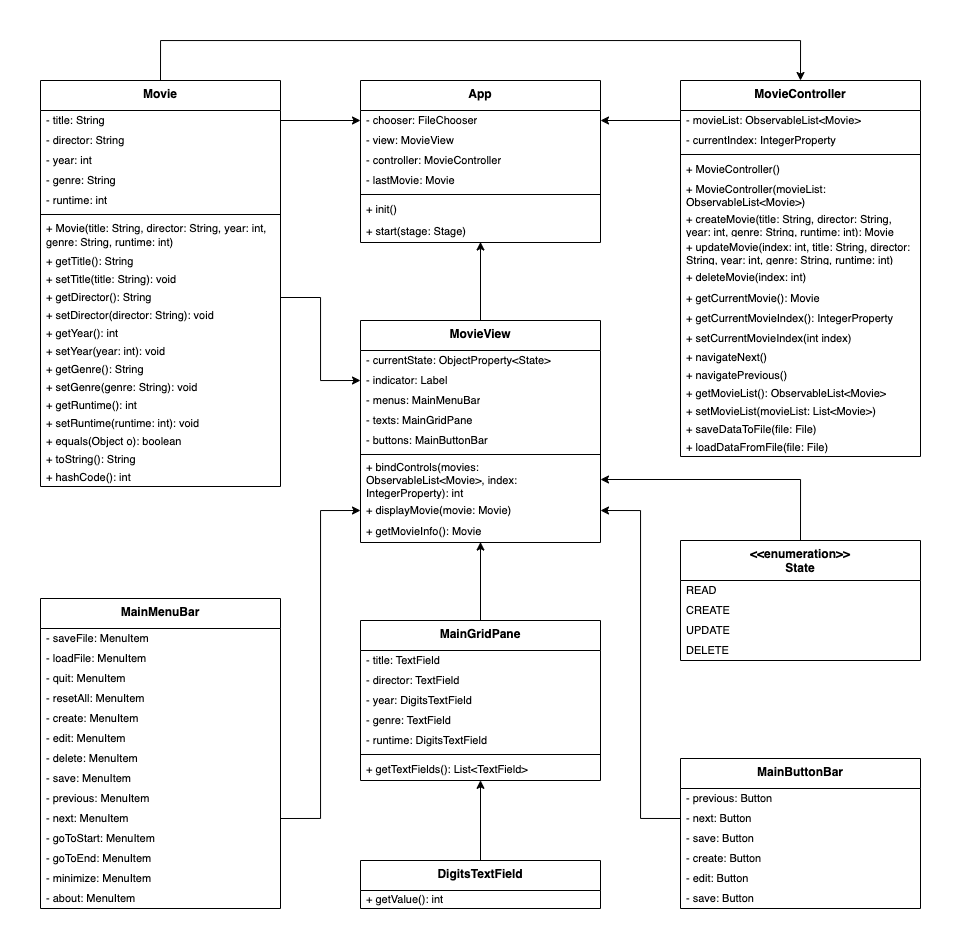 Movie
- title: String
- director: String
- year: int
- genre: String
- runtime: int
+ Movie(title: String, director: String, year: int,
genre: String, runtime: int)
+ getTitle(): String
+ setTitle(title: String): void
+ getDirector(): String
+ setDirector(director: String): void
+ getYear(): int
+ setYear(year: int): void
+ getGenre(): String
+ setGenre(genre: String): void
+ getRuntime(): int
+ setRuntime(runtime: int): void
+ equals(Object o): boolean
+ toString(): String
+ hashCode(): int
App
- chooser: FileChooser
- view: MovieView
- controller: MovieController
- lastMovie: Movie
+ init()
+ start(stage: Stage)
MovieController
- movieList: ObservableList<Movie>
- currentIndex: IntegerProperty
+ MovieController()
+ MovieController(movieList:
ObservableList<Movie>)
+ createMovie(title: String, director: String,
year: int, genre: String, runtime: int): Movie
+ updateMovie(index: int, title: String, director:
String, year: int, genre: String, runtime: int)
+ deleteMovie(index: int)
+ getCurrentMovie(): Movie
+ getCurrentMovieIndex(): IntegerProperty
+ setCurrentMovieIndex(int index)
+ navigateNext()
+ navigatePrevious()
+ getMovieList(): ObservableList<Movie>
+ setMovieList(movieList: List<Movie>)
+ saveDataToFile(file: File)
+ loadDataFromFile(file: File)
MovieView
- currentState: ObjectProperty<State>
- indicator: Label
- menus: MainMenuBar
- texts: MainGridPane
- buttons: MainButtonBar
+ bindControls(movies:
ObservableList<Movie>, index:
IntegerProperty): int
+ displayMovie(movie: Movie)
+ getMovieInfo(): Movie
<<enumeration>>
State
READ
CREATE
UPDATE
DELETE
MainMenuBar
- saveFile: MenuItem
- loadFile: MenuItem
- quit: MenuItem
- resetAll: MenuItem
- create: MenuItem
- edit: MenuItem
- delete: MenuItem
- save: MenuItem
- previous: MenuItem
- next: MenuItem
- goToStart: MenuItem
- goToEnd: MenuItem
- minimize: MenuItem
- about: MenuItem
MainGridPane
- title: TextField
- director: TextField
- year: DigitsTextField
- genre: TextField
- runtime: DigitsTextField
+ getTextFields(): List<TextField>
DigitsTextField
+ getValue(): int
MainButtonBar
- previous: Button
- next: Button
- save: Button
- create: Button
- edit: Button
- save: Button